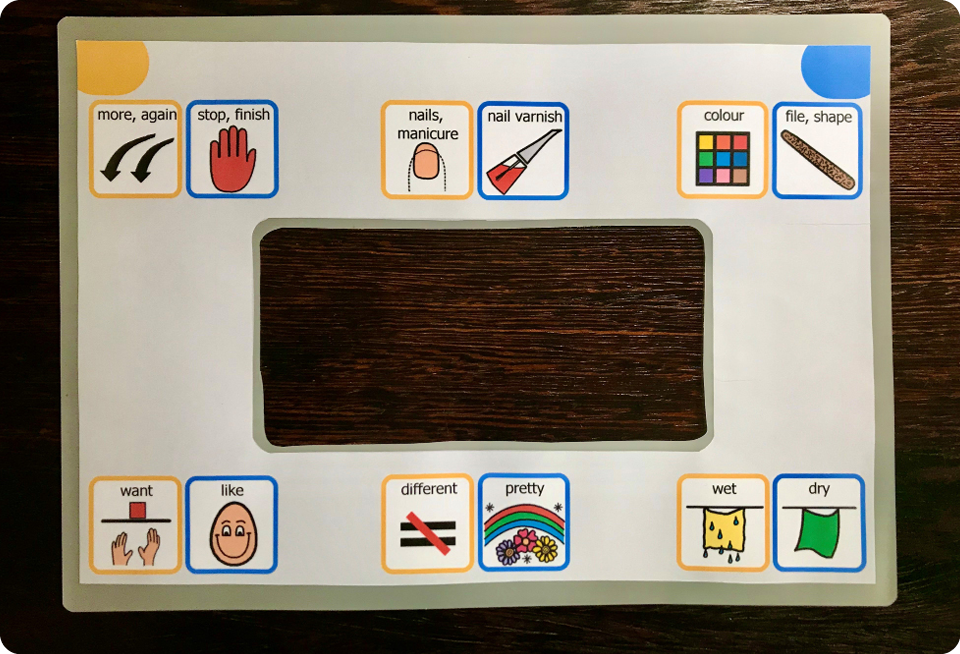 more, again
stop, finish
nails,
manicure
nail varnish
colour
file, shape
want
like
different
pretty
wet
dry